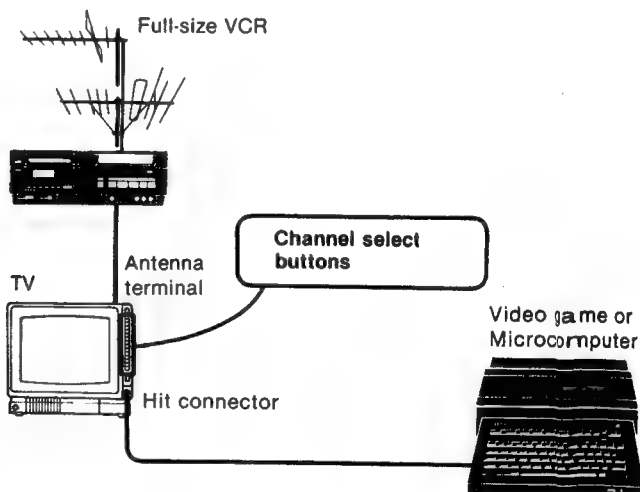 Full-size VCR
Channel select
buttons
Antenna
terminal
TV
Video game or
Microcomputer
Hit connector